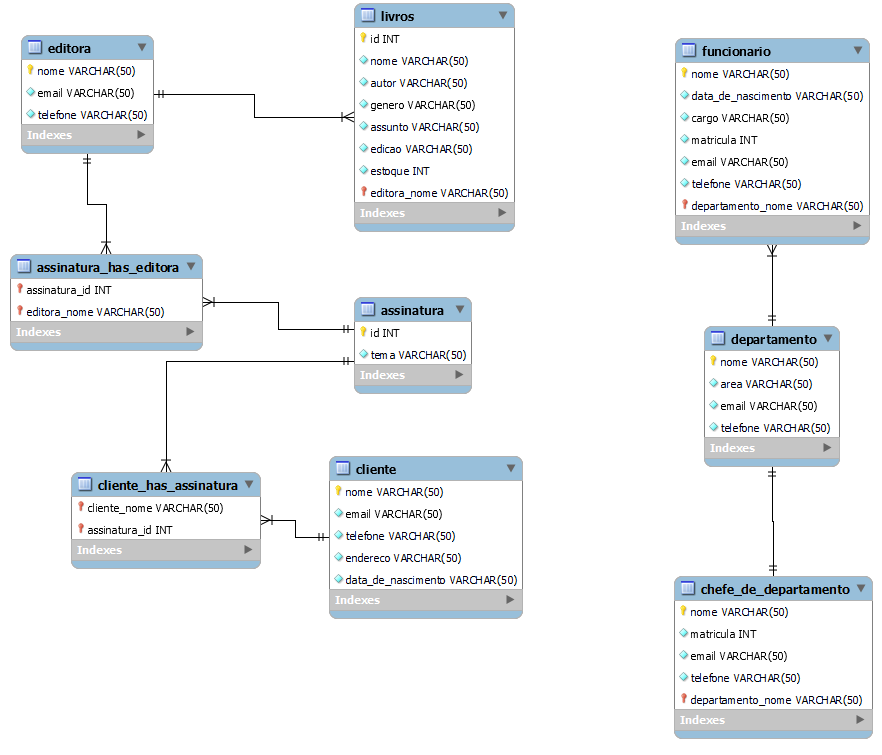 editora
nome VARCHAR(50)
email VARCHAR(50)
telefone VARCHAR(50)
Indexes
livros
id INT
nome VARCHAR(50)
autor VARCHAR(50)
genero VARCHAR(50)
assunto VARCHAR(50)
edicao VARCHAR(50)
estoque INT
editora_nome VARCHAR(50)
Indexes
funcionario
nome VARCHAR(50)
data_de_nascimento VARCHAR(50)
cargo VARCHAR(50)
matricula INT
email VARCHAR(50)
telefone VARCHAR(50)
departamento_nome VARCHAR(50)
Indexes
assinatura_has_editora
assinatura_id INT
editora_nome VARCHAR(50)
Indexes
assinatura
id INT
tema VARCHAR(50)
Indexes
departamento
nome VARCHAR(50)
area VARCHAR(50)
email VARCHAR(50)
telefone VARCHAR(50)
Indexes
cliente_has_assinatura
cliente_nome VARCHAR(50)
assinatura_id INT
Indexes
cliente
nome VARCHAR(50)
email VARCHAR(50)
telefone VARCHAR(50)
endereco VARCHAR(50)
data_de_nascimento VARCHAR(50)
Indexes
chefe_de_departamento
nome VARCHAR(50)
matricula INT
email VARCHAR(50)
telefone VARCHAR(50)
departamento_nome VARCHAR(50)
Indexes